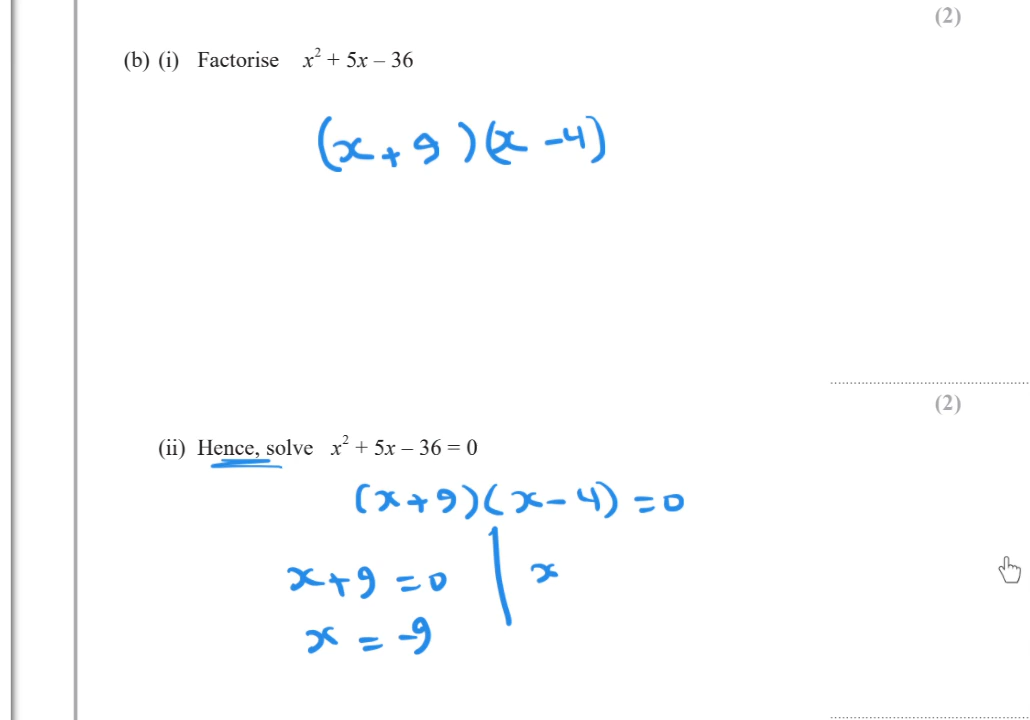 (2)
(b) (i) Factorise x² + 5x – 36
(x + 9)(x - 4)
(2)
(ii) Hence, solve x² + 5x – 36 = 0
(x + 9)(x - 4) = 0
x + 9 = 0 | x
x = -9